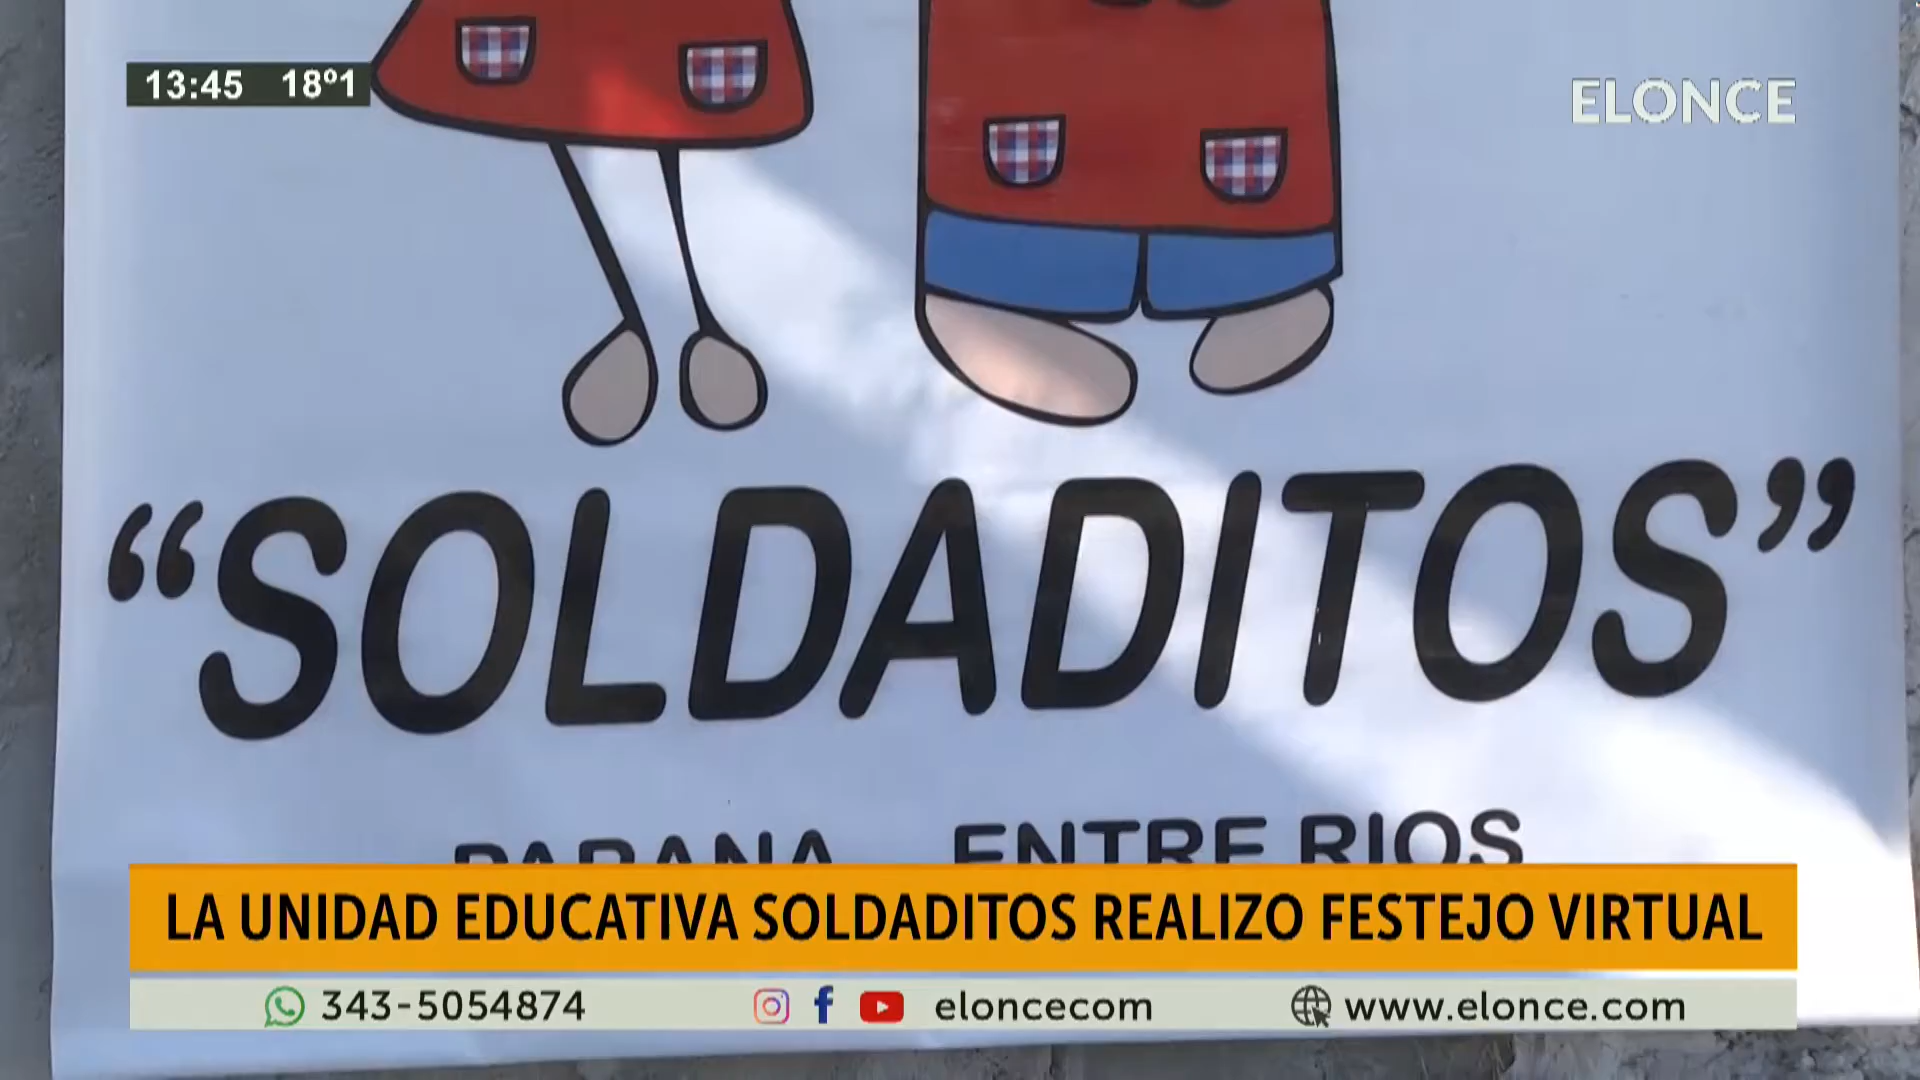 13:45 18º1
ELONCE
“SOLDADITOS”
PARANA ENTRE RIOS
LA UNIDAD EDUCATIVA SOLDADITOS REALIZO FESTEJO VIRTUAL
343-5054874 eloncecom www.elonce.com